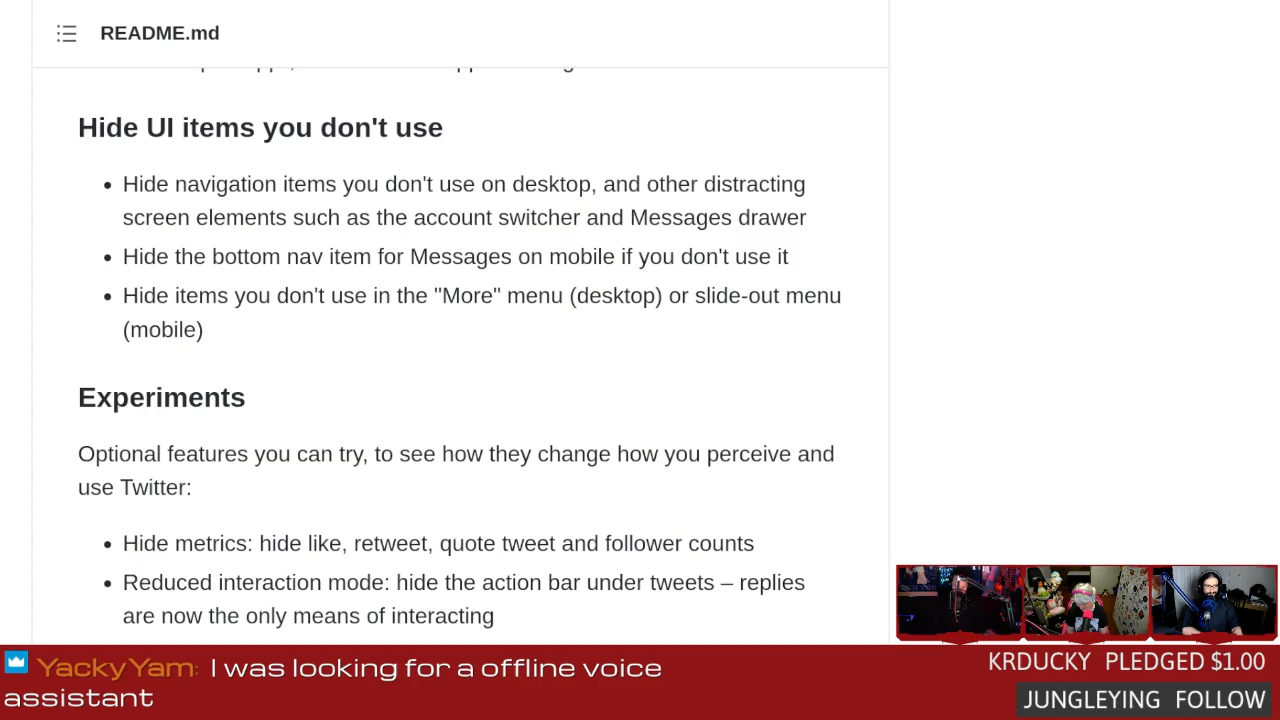 README.md
Hide UI items you don't use
• Hide navigation items you don't use on desktop, and other distracting
screen elements such as the account switcher and Messages drawer
• Hide the bottom nav item for Messages on mobile if you don't use it
• Hide items you don't use in the "More" menu (desktop) or slide-out menu
(mobile)
Experiments
Optional features you can try, to see how they change how you perceive and
use Twitter:
• Hide metrics: hide like, retweet, quote tweet and follower counts
• Reduced interaction mode: hide the action bar under tweets – replies
are now the only means of interacting
YackyYam: I was looking for a offline voice
assistant
KRDUCKY PLEDGED $1.00
JUNGLEYING FOLLOW